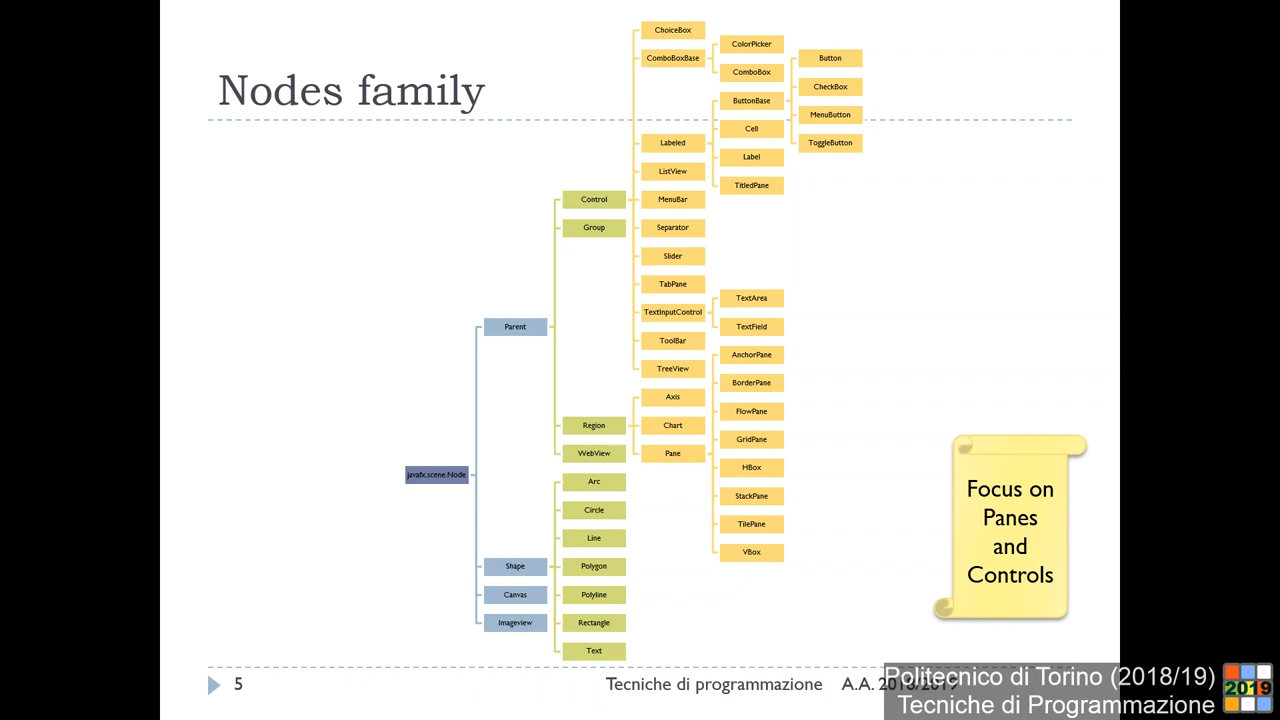 Nodes family
ChoiceBox
ComboBoxBase
ColorPicker
ComboBox
Button
CheckBox
MenuButton
ToggleButton
ButtonBase
Cell
Label
TitledPane
Labeled
ListView
MenuBar
Separator
Slider
TabPane
TextInputControl
TextArea
TextField
ToolBar
TreeView
Control
Group
Parent
Axis
Chart
Pane
AnchorPane
BorderPane
FlowPane
GridPane
HBox
StackPane
TilePane
VBox
Region
WebView
javafx.scene.Node
Arc
Circle
Line
Polygon
Polyline
Rectangle
Text
Shape
Canvas
Imageview
Focus on
Panes
and
Controls
5
Tecniche di programmazione
A.A. 2018/2019
Politecnico di Torino (2018/19)
Tecniche di Programmazione
2019